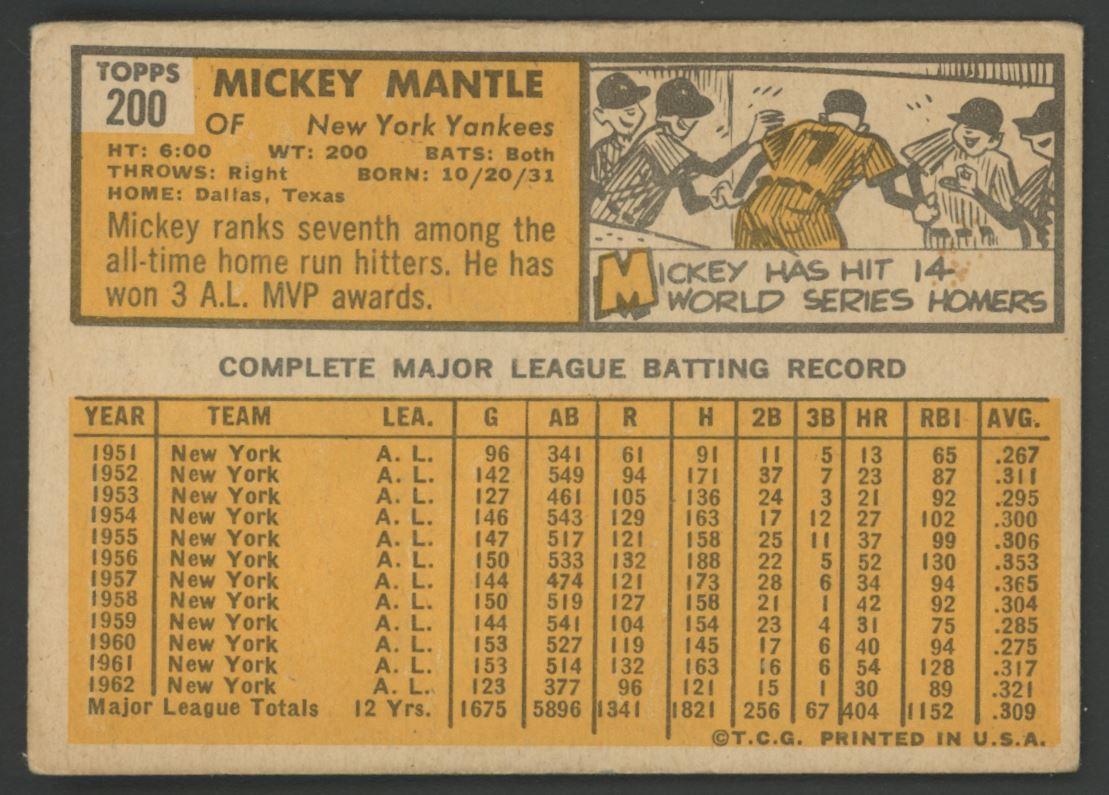 TOPPS
200
MICKEY MANTLE
OF New York Yankees
HT: 6:00 WT: 200 BATS: Both
THROWS: Right BORN: 10/20/31
HOME: Dallas, Texas
Mickey ranks seventh among the
all-time home run hitters. He has
won 3 A.L. MVP awards.
7
MICKEY HAS HIT 14
WORLD SERIES HOMERS
COMPLETE MAJOR LEAGUE BATTING RECORD
YEAR TEAM LEA. G AB R H 2B 3B HR RBI AVG.
1951 New York A. L. 96 341 61 91 11 5 13 65 .267
1952 New York A. L. 142 549 94 171 37 7 23 87 .311
1953 New York A. L. 127 461 105 136 24 3 21 92 .295
1954 New York A. L. 146 543 129 163 17 12 27 102 .300
1955 New York A. L. 147 517 121 158 25 11 37 99 .306
1956 New York A. L. 150 533 132 188 22 5 52 130 .353
1957 New York A. L. 144 474 121 173 28 6 34 94 .365
1958 New York A. L. 150 519 127 158 21 1 42 92 .304
1959 New York A. L. 144 541 104 154 23 4 31 75 .285
1960 New York A. L. 153 527 119 145 17 6 40 94 .275
1961 New York A. L. 153 514 132 163 16 6 54 128 .317
1962 New York A. L. 123 377 96 121 15 1 30 89 .321
Major League Totals 12 Yrs. 1675 5896 1341 1821 256 67 404 1152 .309
©T.C.G. PRINTED IN U.S.A.